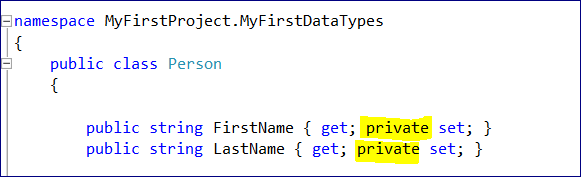 namespace MyFirstProject.MyFirstDataTypes
{
public class Person
{
public string FirstName { get; private set; }
public string LastName { get; private set; }